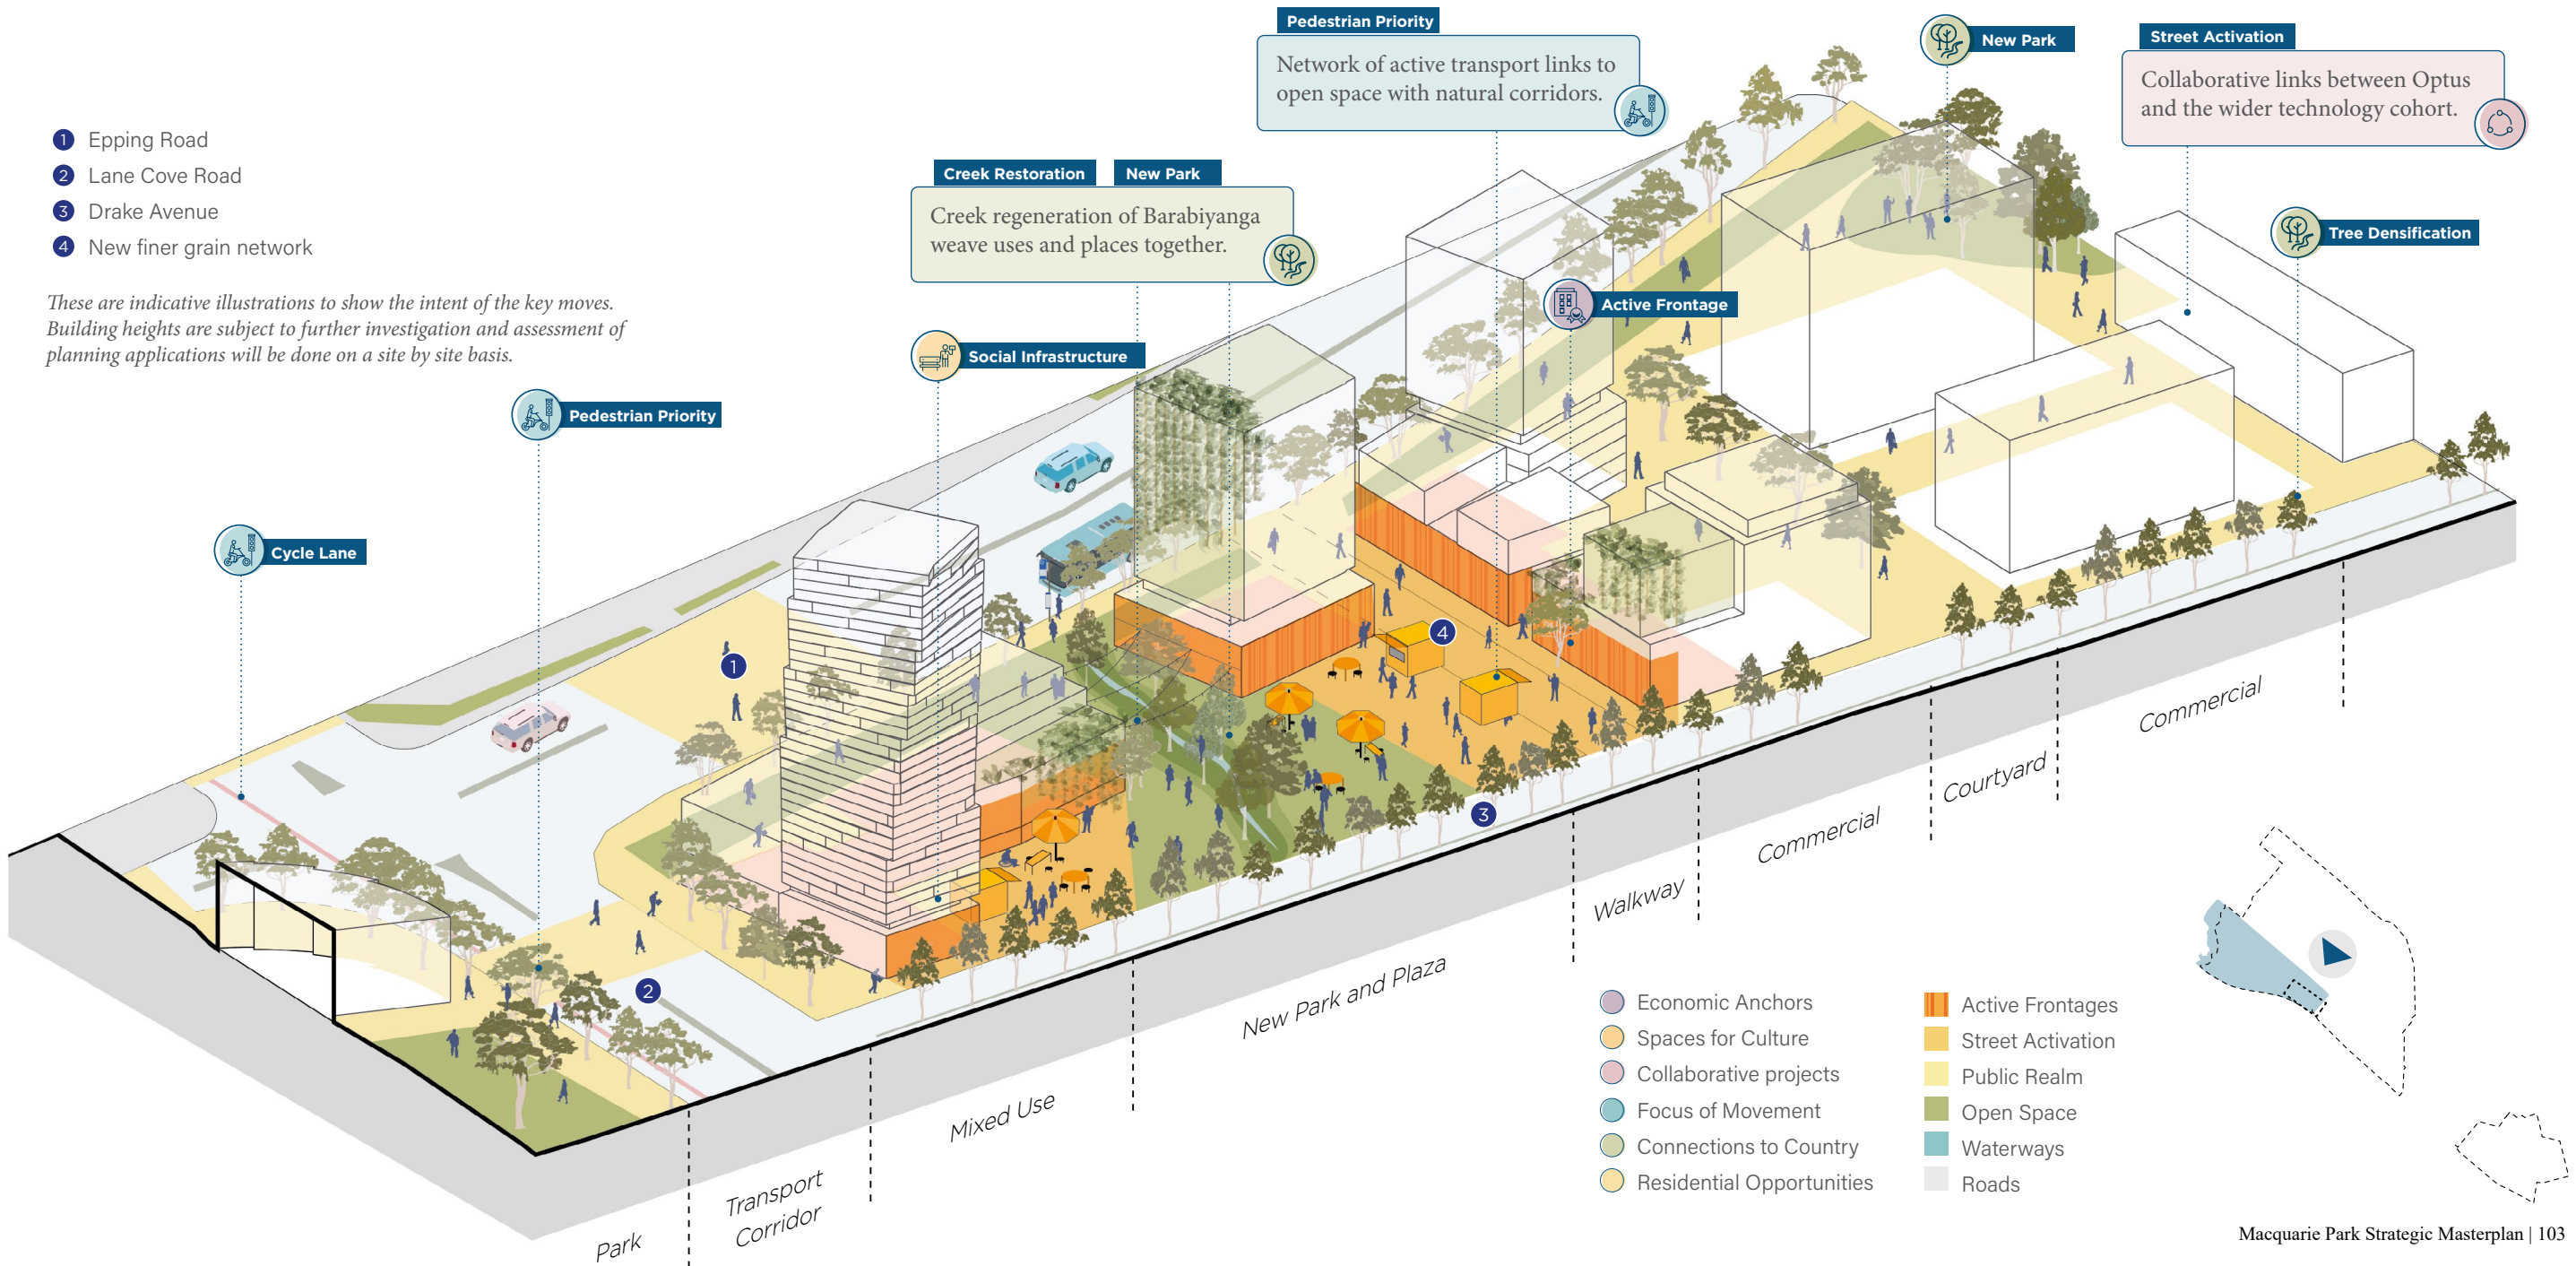 Pedestrian Priority
Network of active transport links to
open space with natural corridors.
New Park
Street Activation
Collaborative links between Optus
and the wider technology cohort.
1 Epping Road
2 Lane Cove Road
3 Drake Avenue
4 New finer grain network
These are indicative illustrations to show the intent of the key moves.
Building heights are subject to further investigation and assessment of
planning applications will be done on a site by site basis.
Creek Restoration
New Park
Creek regeneration of Barabiyanga
weave uses and places together.
Tree Densification
Active Frontage
Social Infrastructure
Pedestrian Priority
Cycle Lane
1
2
3
4
Park
Transport
Corridor
Mixed Use
New Park and Plaza
Walkway
Commercial
Courtyard
Commercial
Economic Anchors
Spaces for Culture
Collaborative projects
Focus of Movement
Connections to Country
Residential Opportunities
Active Frontages
Street Activation
Public Realm
Open Space
Waterways
Roads
Macquarie Park Strategic Masterplan | 103